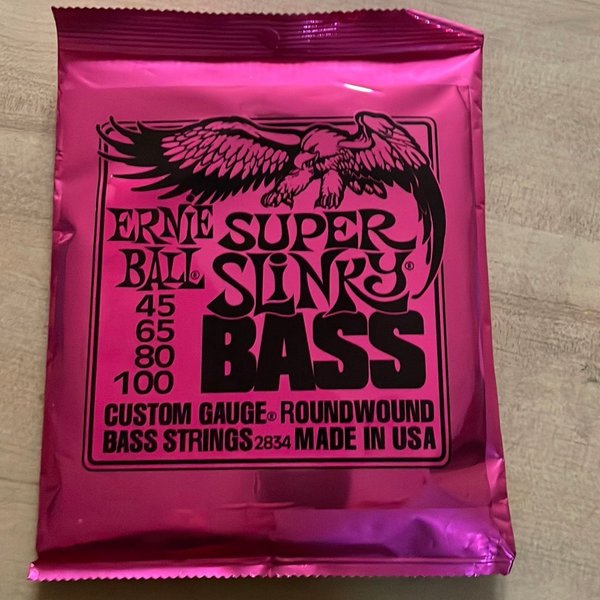 ERNIE BALL®
SUPER SLINKY®
BASS
45
65
80
100
CUSTOM GAUGE® ROUNDWOUND
BASS STRINGS 2834 MADE IN USA